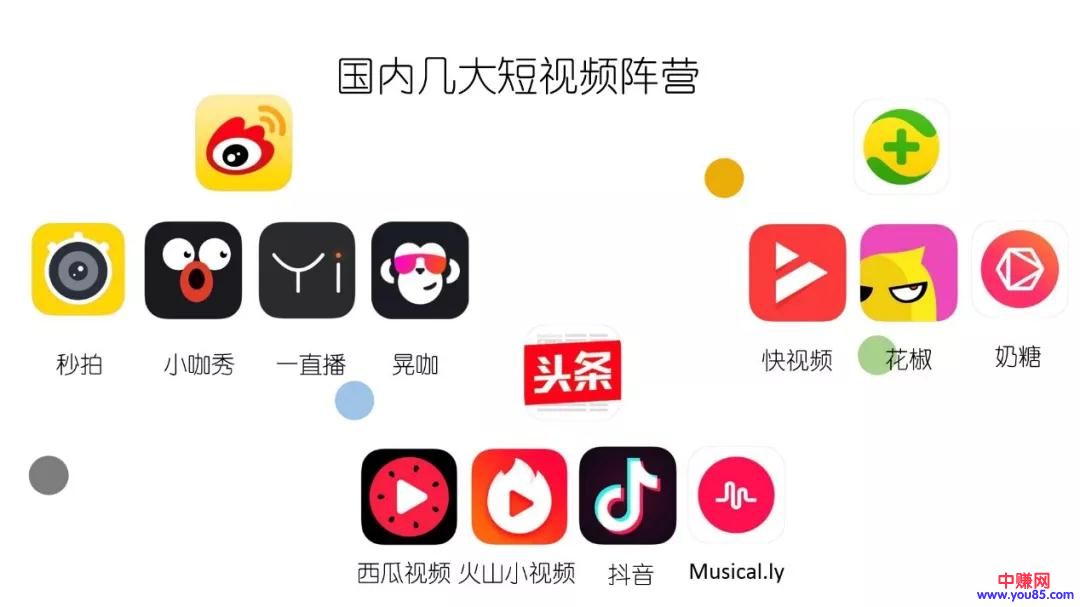 国内几大短视频阵营
秒拍
小咖秀
Yi
一直播
晃咖
快视频
花椒
奶糖
头条
西瓜视频
火山小视频
抖音
Musical.ly
中赚网
www.you85.com